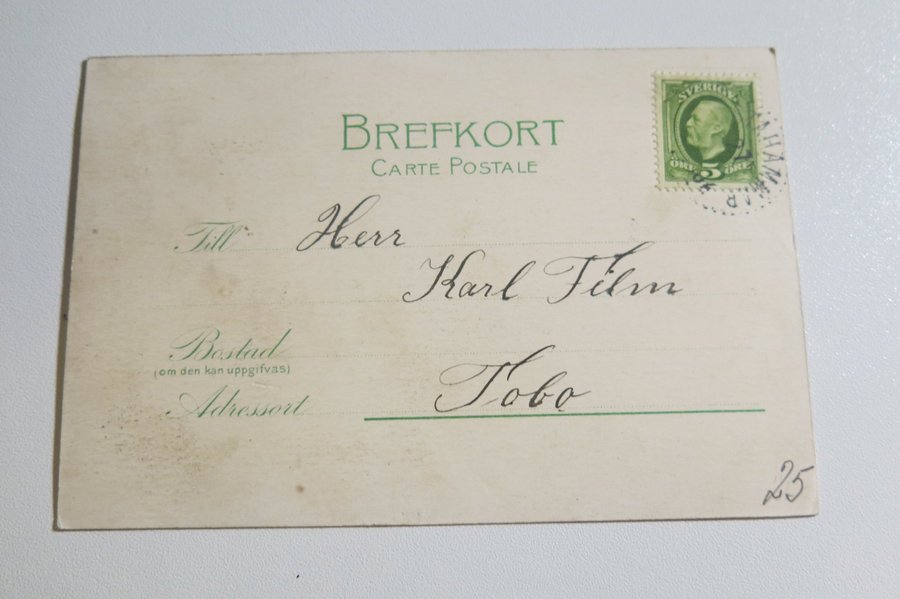 BREFKORT
CARTE POSTALE
SVERIGE
ÖRE 5 ÖRE
Till Herr
Karl Film
Bostad
(om den kan uppgifvas)
Adressort Tobo
25